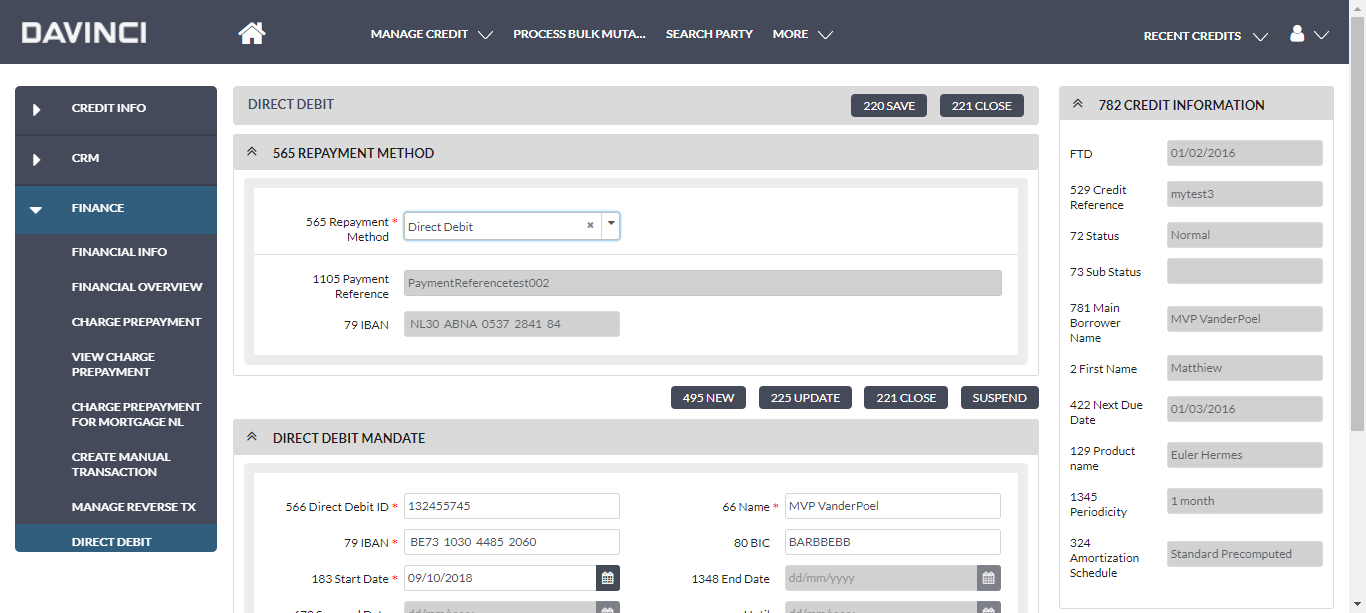 DAVINCI
MANAGE CREDIT
PROCESS BULK MUTA...
SEARCH PARTY
MORE
RECENT CREDITS
CREDIT INFO
CRM
FINANCE
FINANCIAL INFO
FINANCIAL OVERVIEW
CHARGE PREPAYMENT
VIEW CHARGE
PREPAYMENT
CHARGE PREPAYMENT
FOR MORTGAGE NL
CREATE MANUAL
TRANSACTION
MANAGE REVERSE TX
DIRECT DEBIT
DIRECT DEBIT
220 SAVE
221 CLOSE
565 REPAYMENT METHOD
565 Repayment *
Method
Direct Debit
1105 Payment
Reference
PaymentReferencetest002
79 IBAN
NL30 ABNA 0537 2841 84
495 NEW
225 UPDATE
221 CLOSE
SUSPEND
DIRECT DEBIT MANDATE
566 Direct Debit ID *
132455745
66 Name *
MVP VanderPoel
79 IBAN *
BE73 1030 4485 2060
80 BIC
BARBBEBB
183 Start Date *
09/10/2018
1348 End Date
dd/mm/yyyy
dd/mm/yyyy
dd/mm/yyyy
782 CREDIT INFORMATION
FTD
01/02/2016
529 Credit
Reference
mytest3
72 Status
Normal
73 Sub Status
781 Main
Borrower
Name
MVP VanderPoel
2 First Name
Matthiew
422 Next Due
Date
01/03/2016
129 Product
name
Euler Hermes
1345
Periodicity
1 month
324
Amortization
Schedule
Standard Precomputed